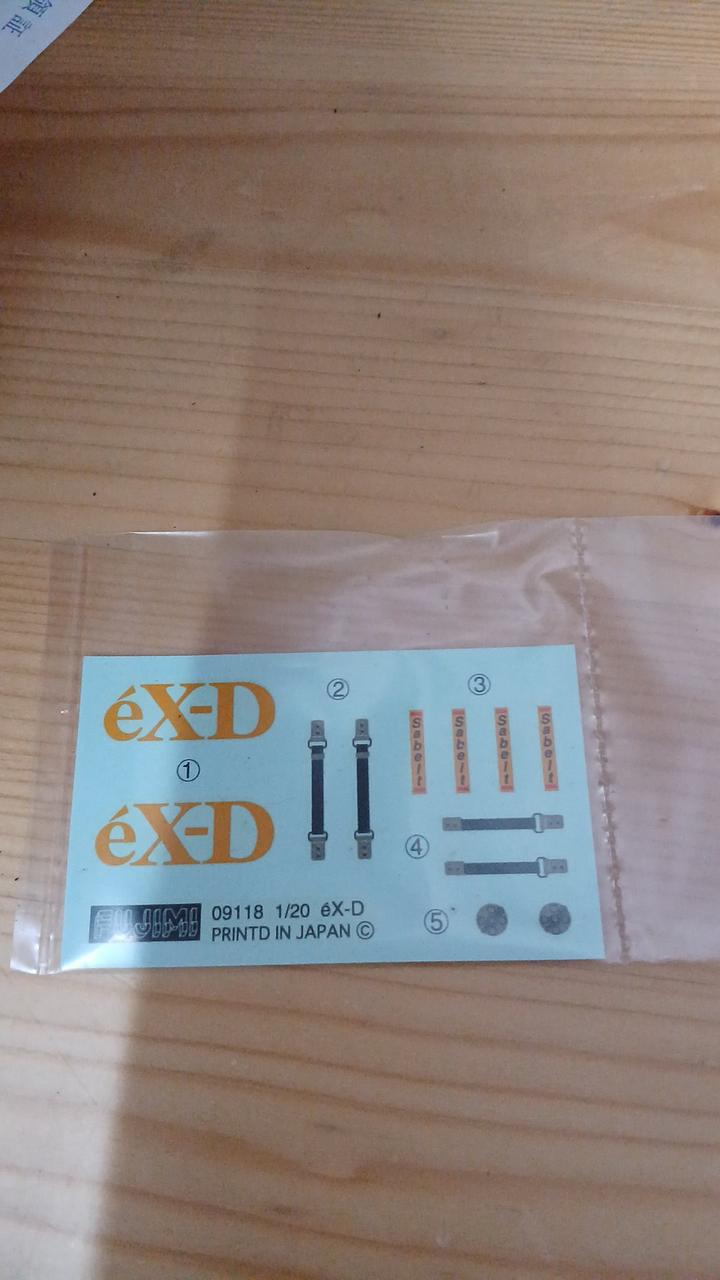 éX-D
①
éX-D
②
③
Sabelt
Sabelt
Sabelt
Sabelt
④
⑤
FUJIMI
09118 1/20 éX-D
PRINTD IN JAPAN ©